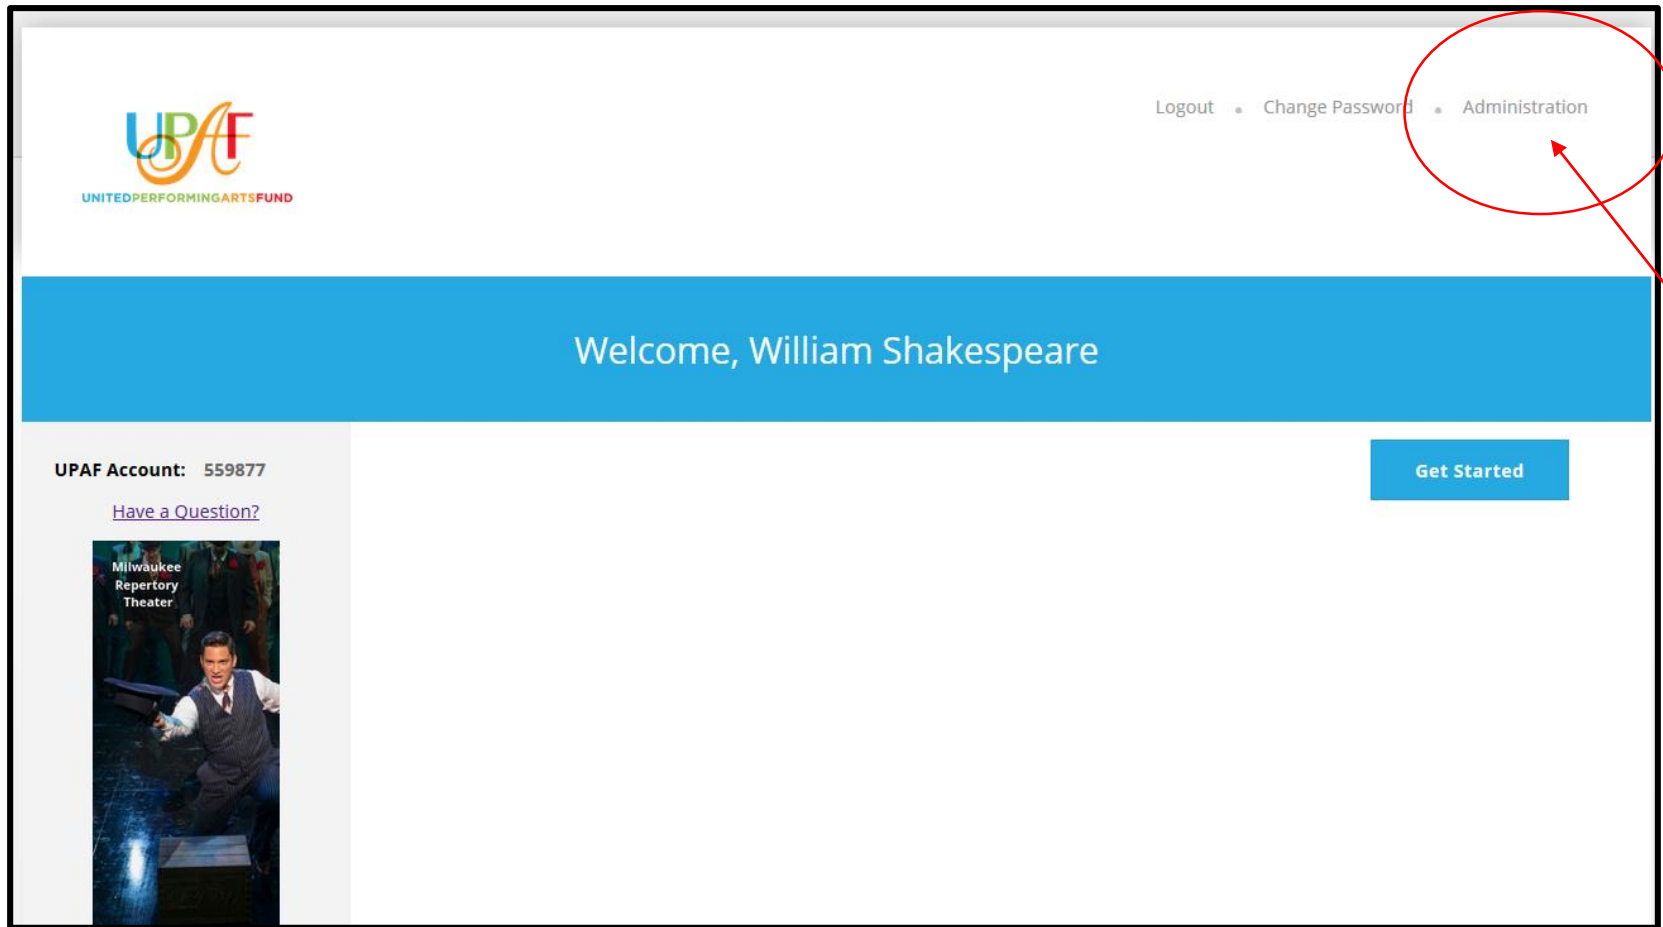 UPAF
UNITEDPERFORMINGARTSFUND
Logout • Change Password • Administration
Welcome, William Shakespeare
UPAF Account: 559877
Have a Question?
Get Started
Milwaukee
Repertory
Theater